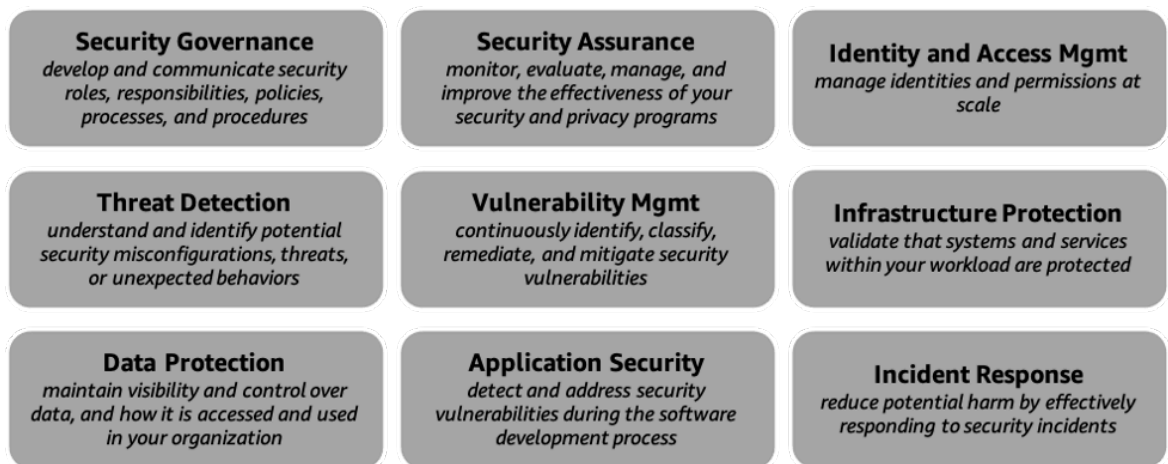 Security Governance
develop and communicate security
roles, responsibilities, policies,
processes, and procedures
Security Assurance
monitor, evaluate, manage, and
improve the effectiveness of your
security and privacy programs
Identity and Access Mgmt
manage identities and permissions at
scale
Threat Detection
understand and identify potential
security misconfigurations, threats,
or unexpected behaviors
Vulnerability Mgmt
continuously identify, classify,
remediate, and mitigate security
vulnerabilities
Infrastructure Protection
validate that systems and services
within your workload are protected
Data Protection
maintain visibility and control over
data, and how it is accessed and used
in your organization
Application Security
detect and address security
vulnerabilities during the software
development process
Incident Response
reduce potential harm by effectively
responding to security incidents